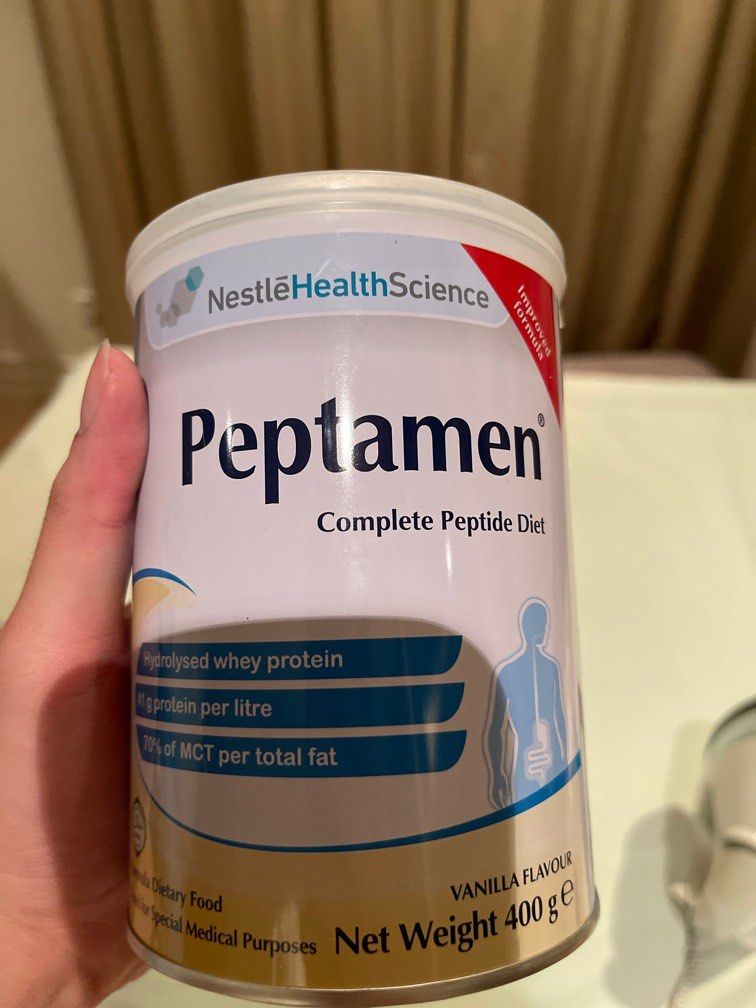 NestlēHealthScience
Improved
formula
Peptamen®
Complete Peptide Diet
Hydrolysed whey protein
41 g protein per litre
70% of MCT per total fat
Dietary Food
for Special Medical Purposes
VANILLA FLAVOUR
Net Weight 400 g ℮